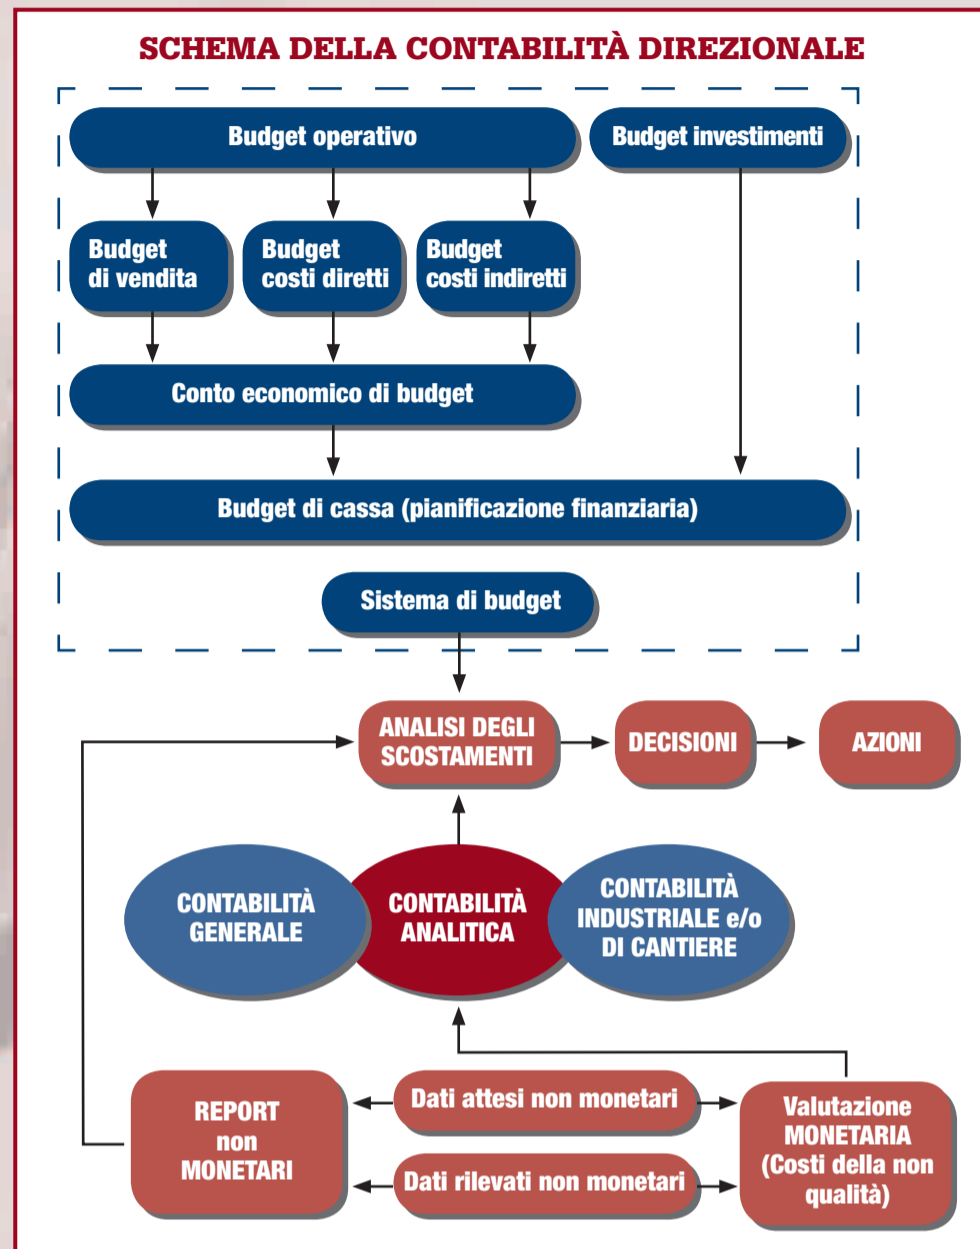 SCHEMA DELLA CONTABILITÀ DIREZIONALE
Budget operativo
Budget investimenti
Budget
di vendita
Budget
costi diretti
Budget
costi indiretti
Conto economico di budget
Budget di cassa (pianificazione finanziaria)
Sistema di budget
ANALISI DEGLI
SCOSTAMENTI
DECISIONI
AZIONI
CONTABILITÀ
GENERALE
CONTABILITÀ
ANALITICA
CONTABILITÀ
INDUSTRIALE e/o
DI CANTIERE
REPORT
non
MONETARI
Dati attesi non monetari
Dati rilevati non monetari
Valutazione
MONETARIA
(Costi della non
qualità)